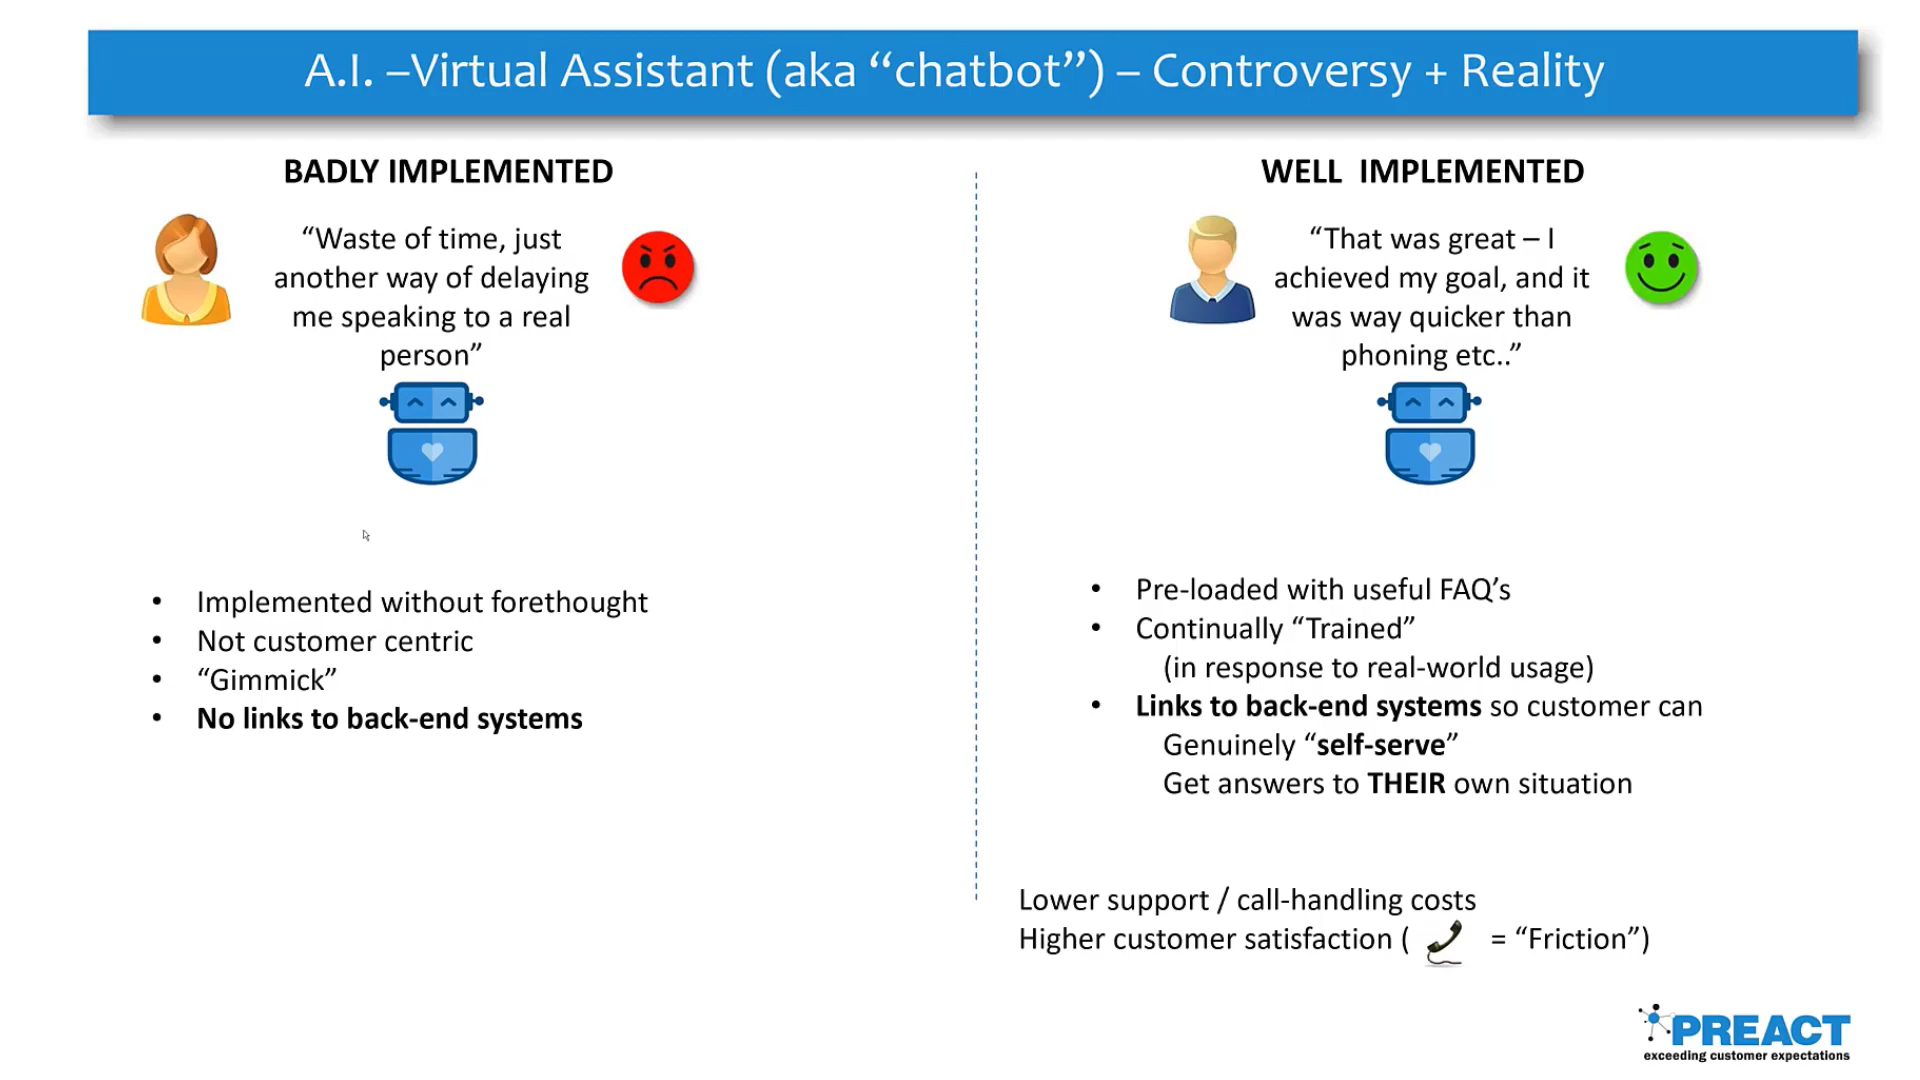 A.I. –Virtual Assistant (aka “chatbot”) – Controversy + Reality
BADLY IMPLEMENTED
“Waste of time, just
another way of delaying
me speaking to a real
person”
• Implemented without forethought
• Not customer centric
• “Gimmick”
• No links to back-end systems
WELL  IMPLEMENTED
“That was great – I
achieved my goal, and it
was way quicker than
phoning etc..”
• Pre-loaded with useful FAQ’s
• Continually “Trained”
(in response to real-world usage)
• Links to back-end systems so customer can
Genuinely “self-serve”
Get answers to THEIR own situation
Lower support / call-handling costs
Higher customer satisfaction ( = “Friction”)
PREACT
exceeding customer expectations